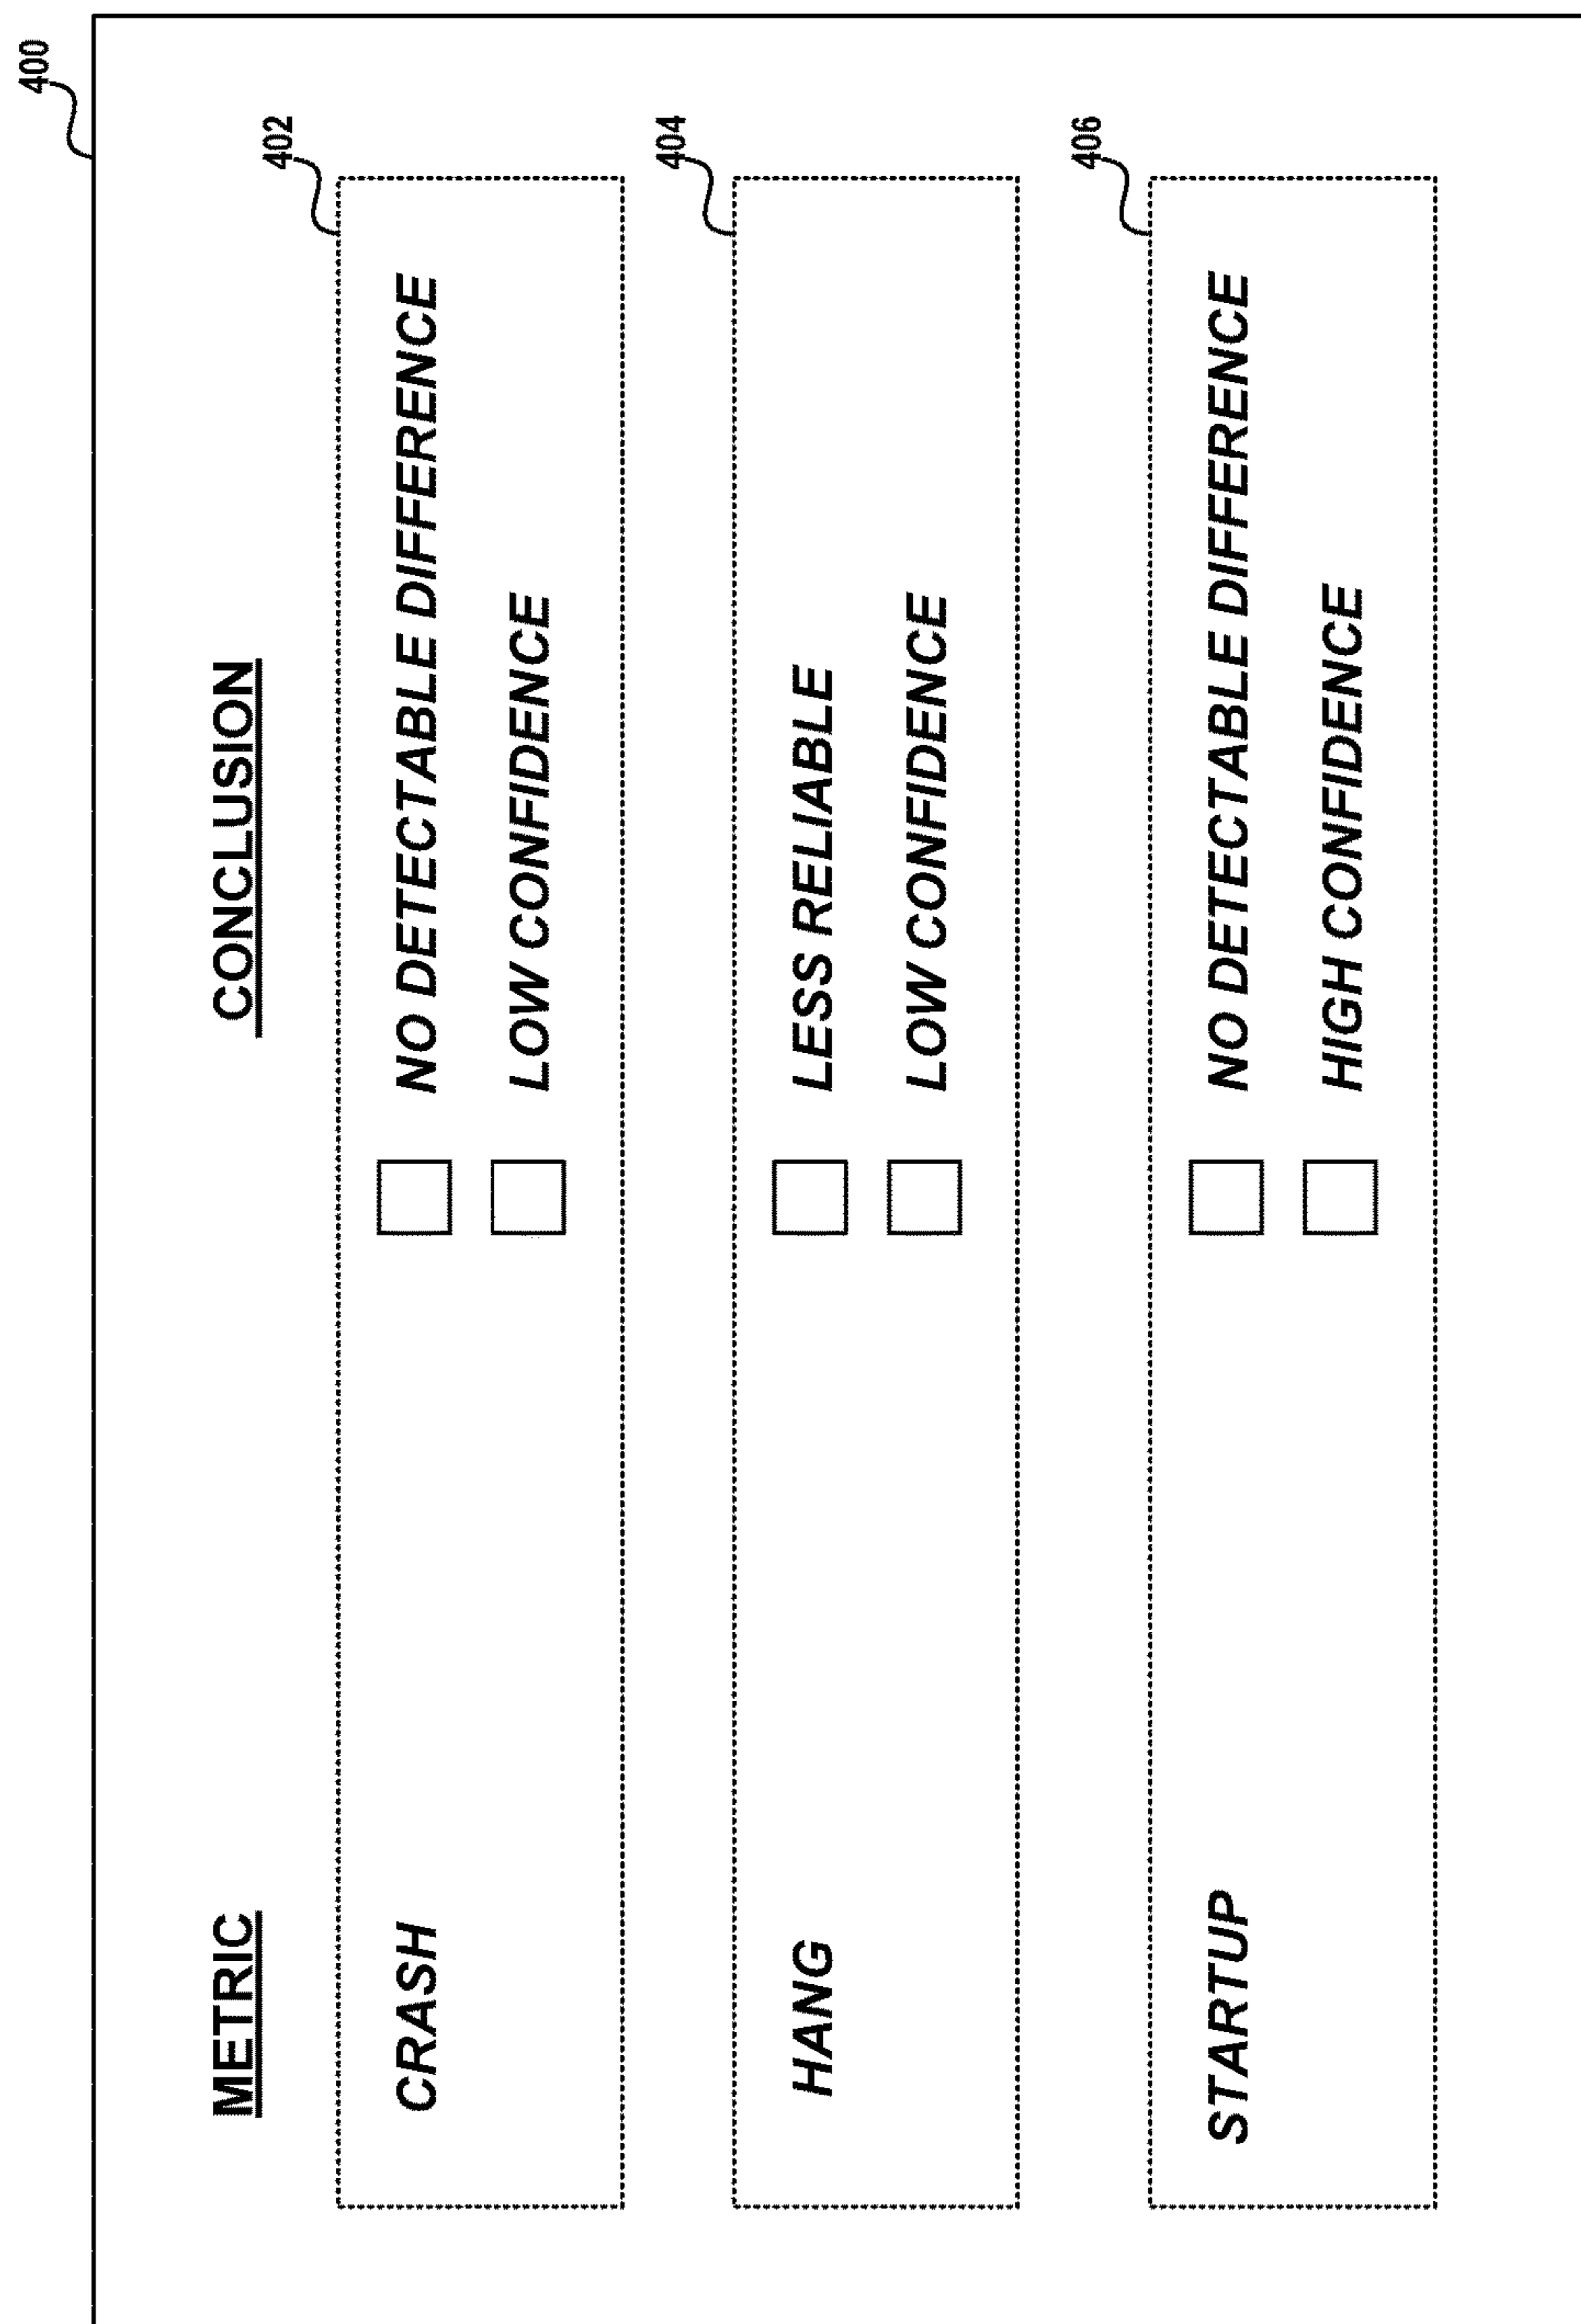 400
METRIC CONCLUSION
402
CRASH NO DETECTABLE DIFFERENCE
LOW CONFIDENCE
404
HANG LESS RELIABLE
LOW CONFIDENCE
406
STARTUP NO DETECTABLE DIFFERENCE
HIGH CONFIDENCE